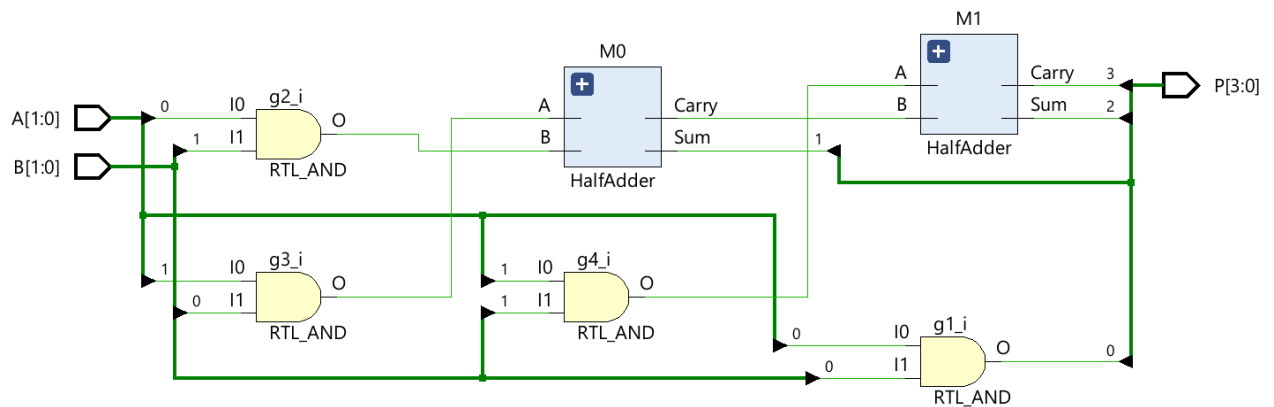 M1
M0
A
Carry
3
P[3:0]
A[1:0]
0
I0
g2_i
O
A
Carry
B
Sum
2
1
I1
B
Sum
1
HalfAdder
B[1:0]
RTL_AND
HalfAdder
g3_i
g4_i
1
I0
O
1
I0
O
0
I1
1
I1
RTL_AND
RTL_AND
g1_i
0
I0
O
0
0
I1
RTL_AND